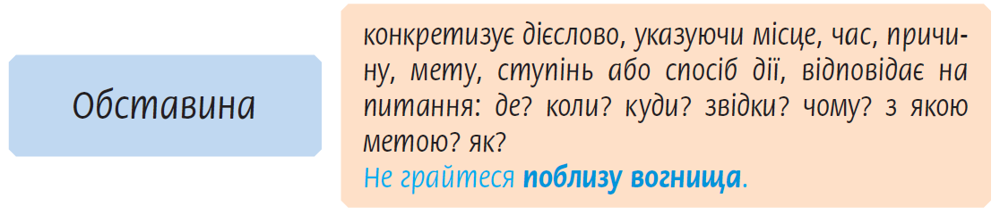 Обставина
конкретизує дієслово, указуючи місце, час, причи-
ну, мету, ступінь або спосіб дії, відповідає на
питання: де? коли? куди? звідки? чому? з якою
метою? як?
Не грайтеся поблизу вогнища.